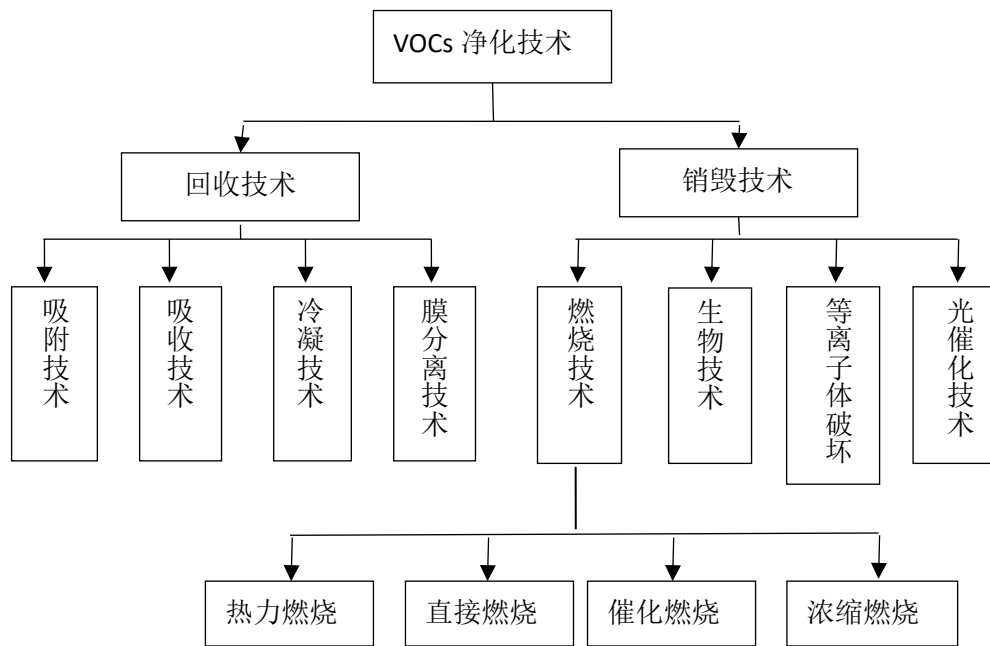 VOCs 净化技术
回收技术
销毁技术
吸附技术
吸收技术
冷凝技术
膜分离技术
燃烧技术
生物技术
等离子体破坏
光催化技术
热力燃烧
直接燃烧
催化燃烧
浓缩燃烧